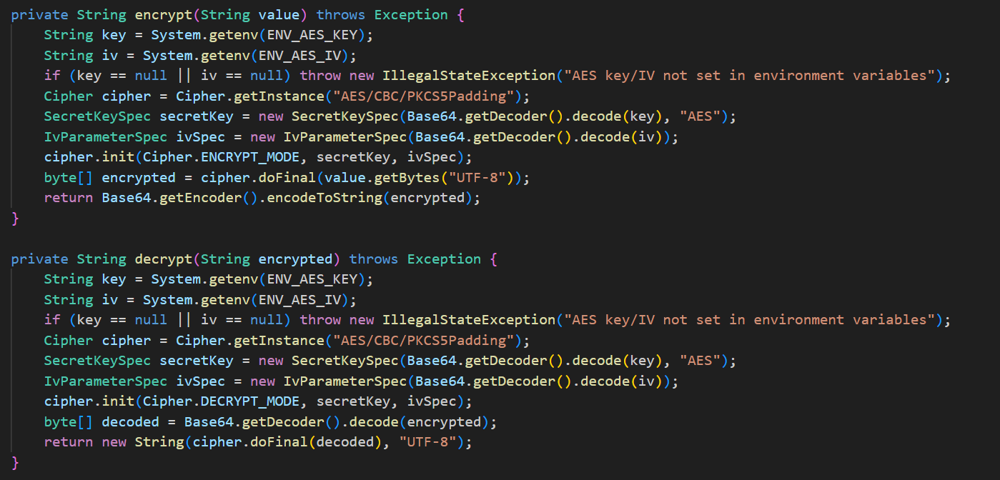 private String encrypt(String value) throws Exception {
    String key = System.getenv(ENV_AES_KEY);
    String iv = System.getenv(ENV_AES_IV);
    if (key == null || iv == null) throw new IllegalStateException("AES key/IV not set in environment variables");
    Cipher cipher = Cipher.getInstance("AES/CBC/PKCS5Padding");
    SecretKeySpec secretKey = new SecretKeySpec(Base64.getDecoder().decode(key), "AES");
    IvParameterSpec ivSpec = new IvParameterSpec(Base64.getDecoder().decode(iv));
    cipher.init(Cipher.ENCRYPT_MODE, secretKey, ivSpec);
    byte[] encrypted = cipher.doFinal(value.getBytes("UTF-8"));
    return Base64.getEncoder().encodeToString(encrypted);
}

private String decrypt(String encrypted) throws Exception {
    String key = System.getenv(ENV_AES_KEY);
    String iv = System.getenv(ENV_AES_IV);
    if (key == null || iv == null) throw new IllegalStateException("AES key/IV not set in environment variables");
    Cipher cipher = Cipher.getInstance("AES/CBC/PKCS5Padding");
    SecretKeySpec secretKey = new SecretKeySpec(Base64.getDecoder().decode(key), "AES");
    IvParameterSpec ivSpec = new IvParameterSpec(Base64.getDecoder().decode(iv));
    cipher.init(Cipher.DECRYPT_MODE, secretKey, ivSpec);
    byte[] decoded = Base64.getDecoder().decode(encrypted);
    return new String(cipher.doFinal(decoded), "UTF-8");
}